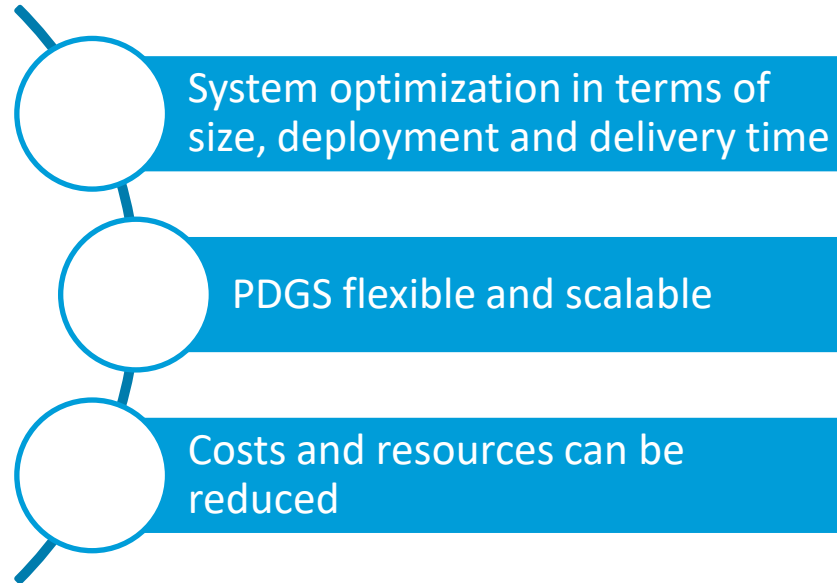 System optimization in terms of
size, deployment and delivery time
PDGS flexible and scalable
Costs and resources can be
reduced